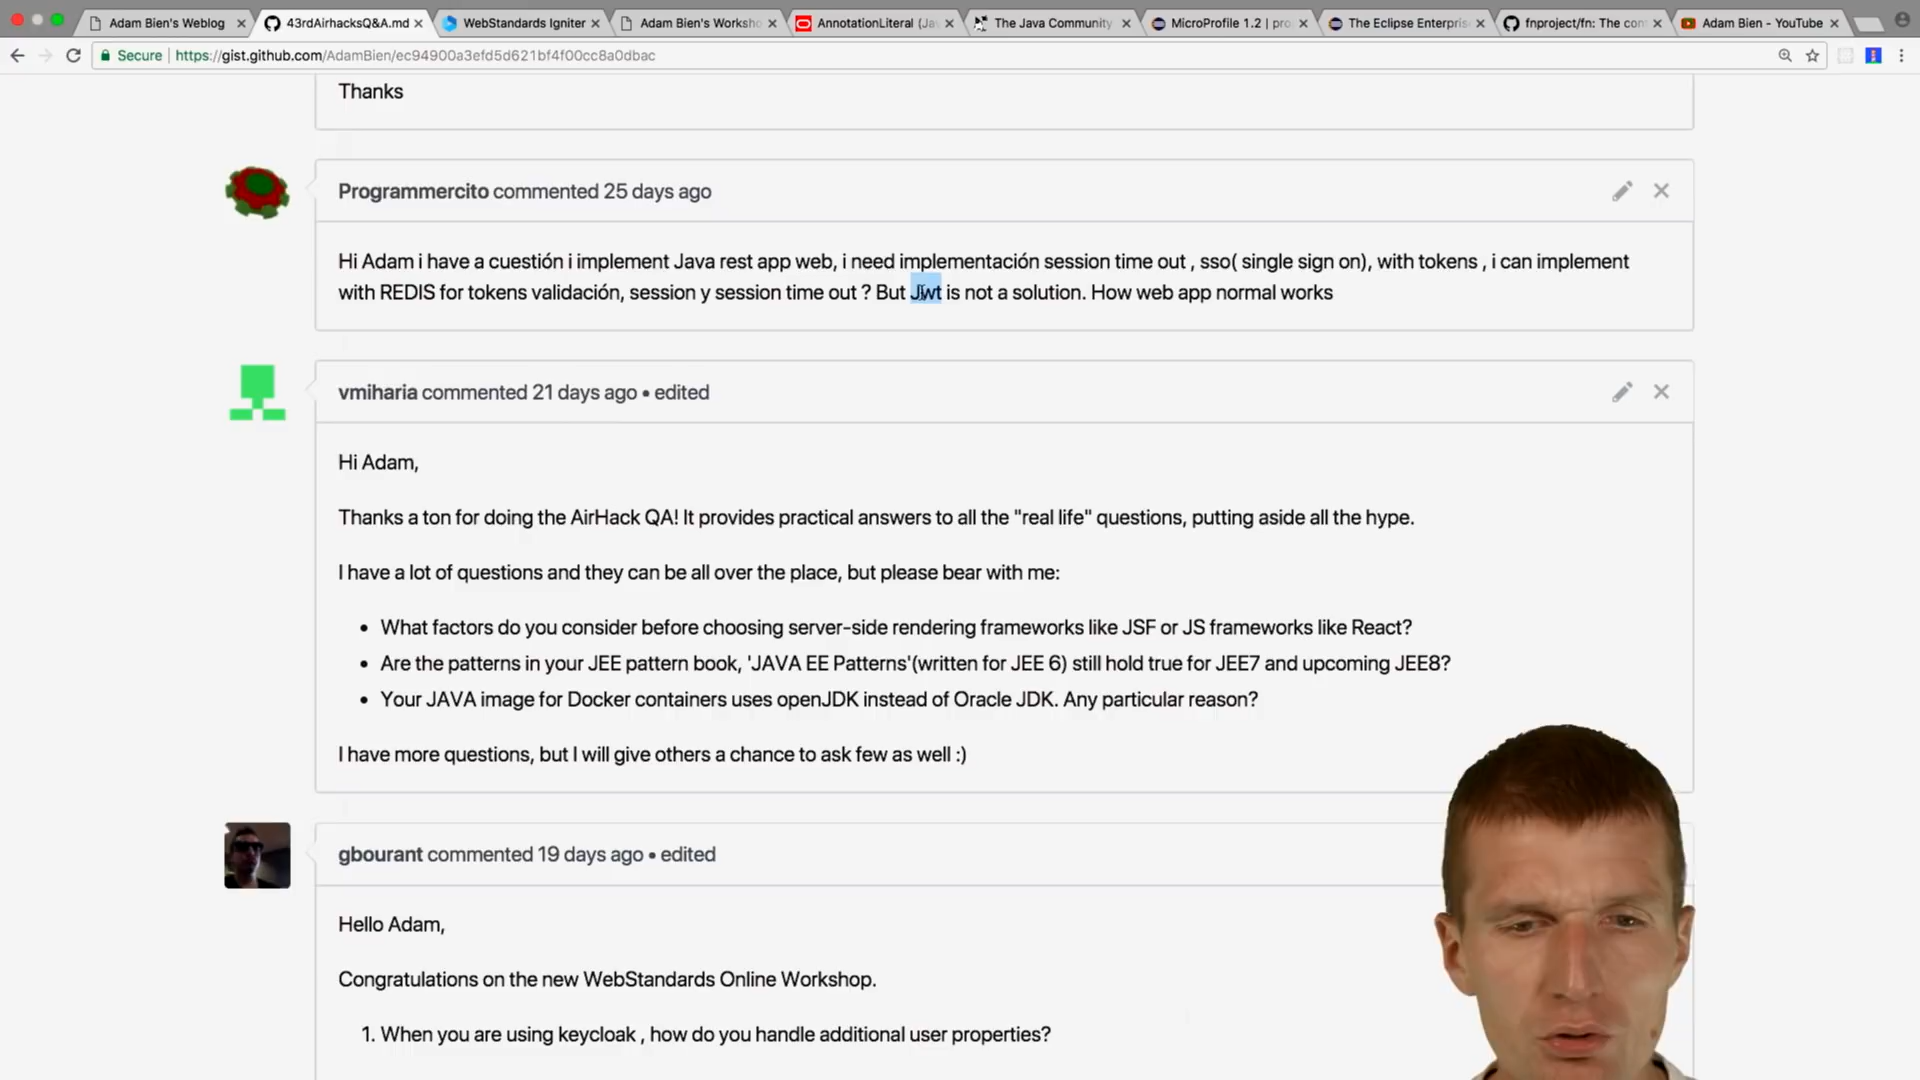 Adam Bien's Weblog
43rdAirhacksQ&A.md
WebStandards Igniter
Adam Bien's Worksho
AnnotationLiteral (Ja
The Java Community
MicroProfile 1.2 | pro
The Eclipse Enterpris
fnproject/fn: The con
Adam Bien - YouTube
Secure | https://gist.github.com/AdamBien/ec94900a3efd5d621bf4f00cc8a0dbac
Thanks
Programmercito commented 25 days ago
Hi Adam i have a cuestión i implement Java rest app web, i need implementación session time out , sso( single sign on), with tokens , i can implement
with REDIS for tokens validación, session y session time out ? But Jwt is not a solution. How web app normal works
vmiharia commented 21 days ago • edited
Hi Adam,
Thanks a ton for doing the AirHack QA! It provides practical answers to all the "real life" questions, putting aside all the hype.
I have a lot of questions and they can be all over the place, but please bear with me:
• What factors do you consider before choosing server-side rendering frameworks like JSF or JS frameworks like React?
• Are the patterns in your JEE pattern book, 'JAVA EE Patterns'(written for JEE 6) still hold true for JEE7 and upcoming JEE8?
• Your JAVA image for Docker containers uses openJDK instead of Oracle JDK. Any particular reason?
I have more questions, but I will give others a chance to ask few as well :)
gbourant commented 19 days ago • edited
Hello Adam,
Congratulations on the new WebStandards Online Workshop.
1. When you are using keycloak , how do you handle additional user properties?